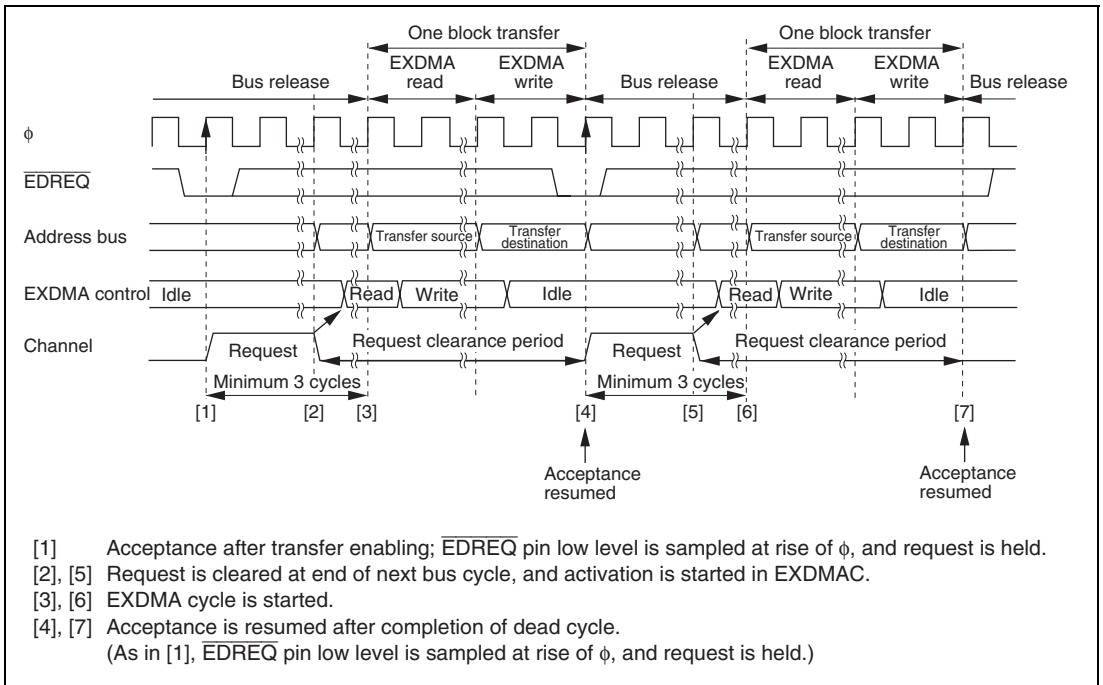 One block transfer One block transfer
Bus release EXDMA read EXDMA write Bus release EXDMA read EXDMA write Bus release
ϕ
EDREQ
Address bus Transfer source Transfer destination Transfer source Transfer destination
EXDMA control Idle Read Write Idle Read Write Idle
Channel Request Request clearance period Request Request clearance period
Minimum 3 cycles Minimum 3 cycles
[1] [2] [3] [4] [5] [6] [7]
Acceptance resumed Acceptance resumed
[1] Acceptance after transfer enabling; EDREQ pin low level is sampled at rise of ϕ, and request is held.
[2], [5] Request is cleared at end of next bus cycle, and activation is started in EXDMAC.
[3], [6] EXDMA cycle is started.
[4], [7] Acceptance is resumed after completion of dead cycle.
(As in [1], EDREQ pin low level is sampled at rise of ϕ, and request is held.)